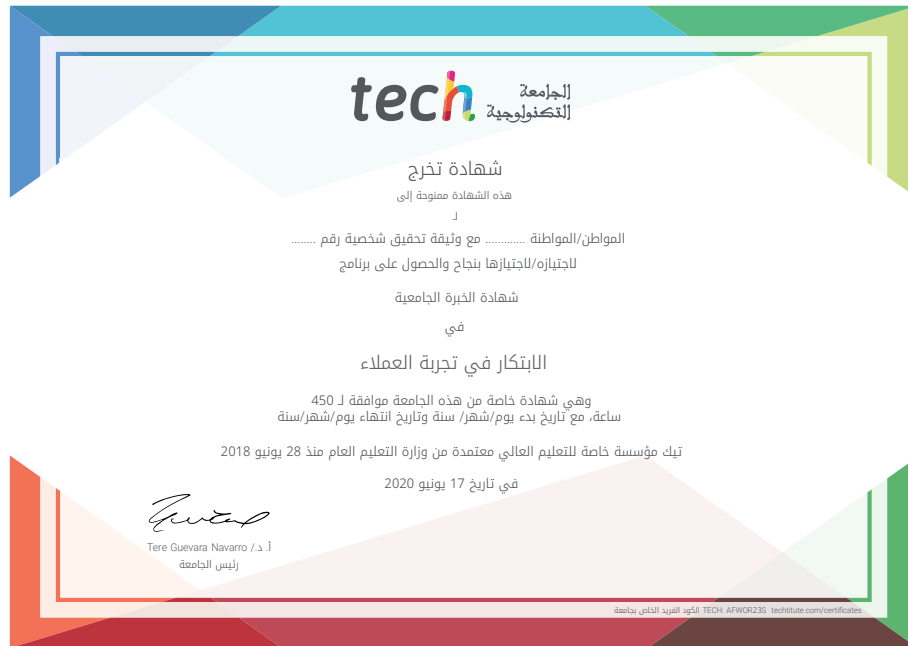 tech الجامعة
التكنولوجية
شهادة تخرج
هذه الشهادة ممنوحة إلى
لـ
المواطن/المواطنة ............ مع وثيقة تحقيق شخصية رقم ........
لاجتيازه/لاجتيازها بنجاح والحصول على برنامج
شهادة الخبرة الجامعية
في
الابتكار في تجربة العملاء
وهي شهادة خاصة من هذه الجامعة موافقة لـ 450
ساعة، مع تاريخ بدء يوم/شهر/ سنة وتاريخ انتهاء يوم/شهر/سنة
تيك مؤسسة خاصة للتعليم العالي معتمدة من وزارة التعليم العام منذ 28 يونيو 2018
في تاريخ 17 يونيو 2020
أ. د./ Tere Guevara Navarro
رئيس الجامعة
الكود الفريد الخاص بجامعة TECH: AFWOR23S techtitute.com/certificates